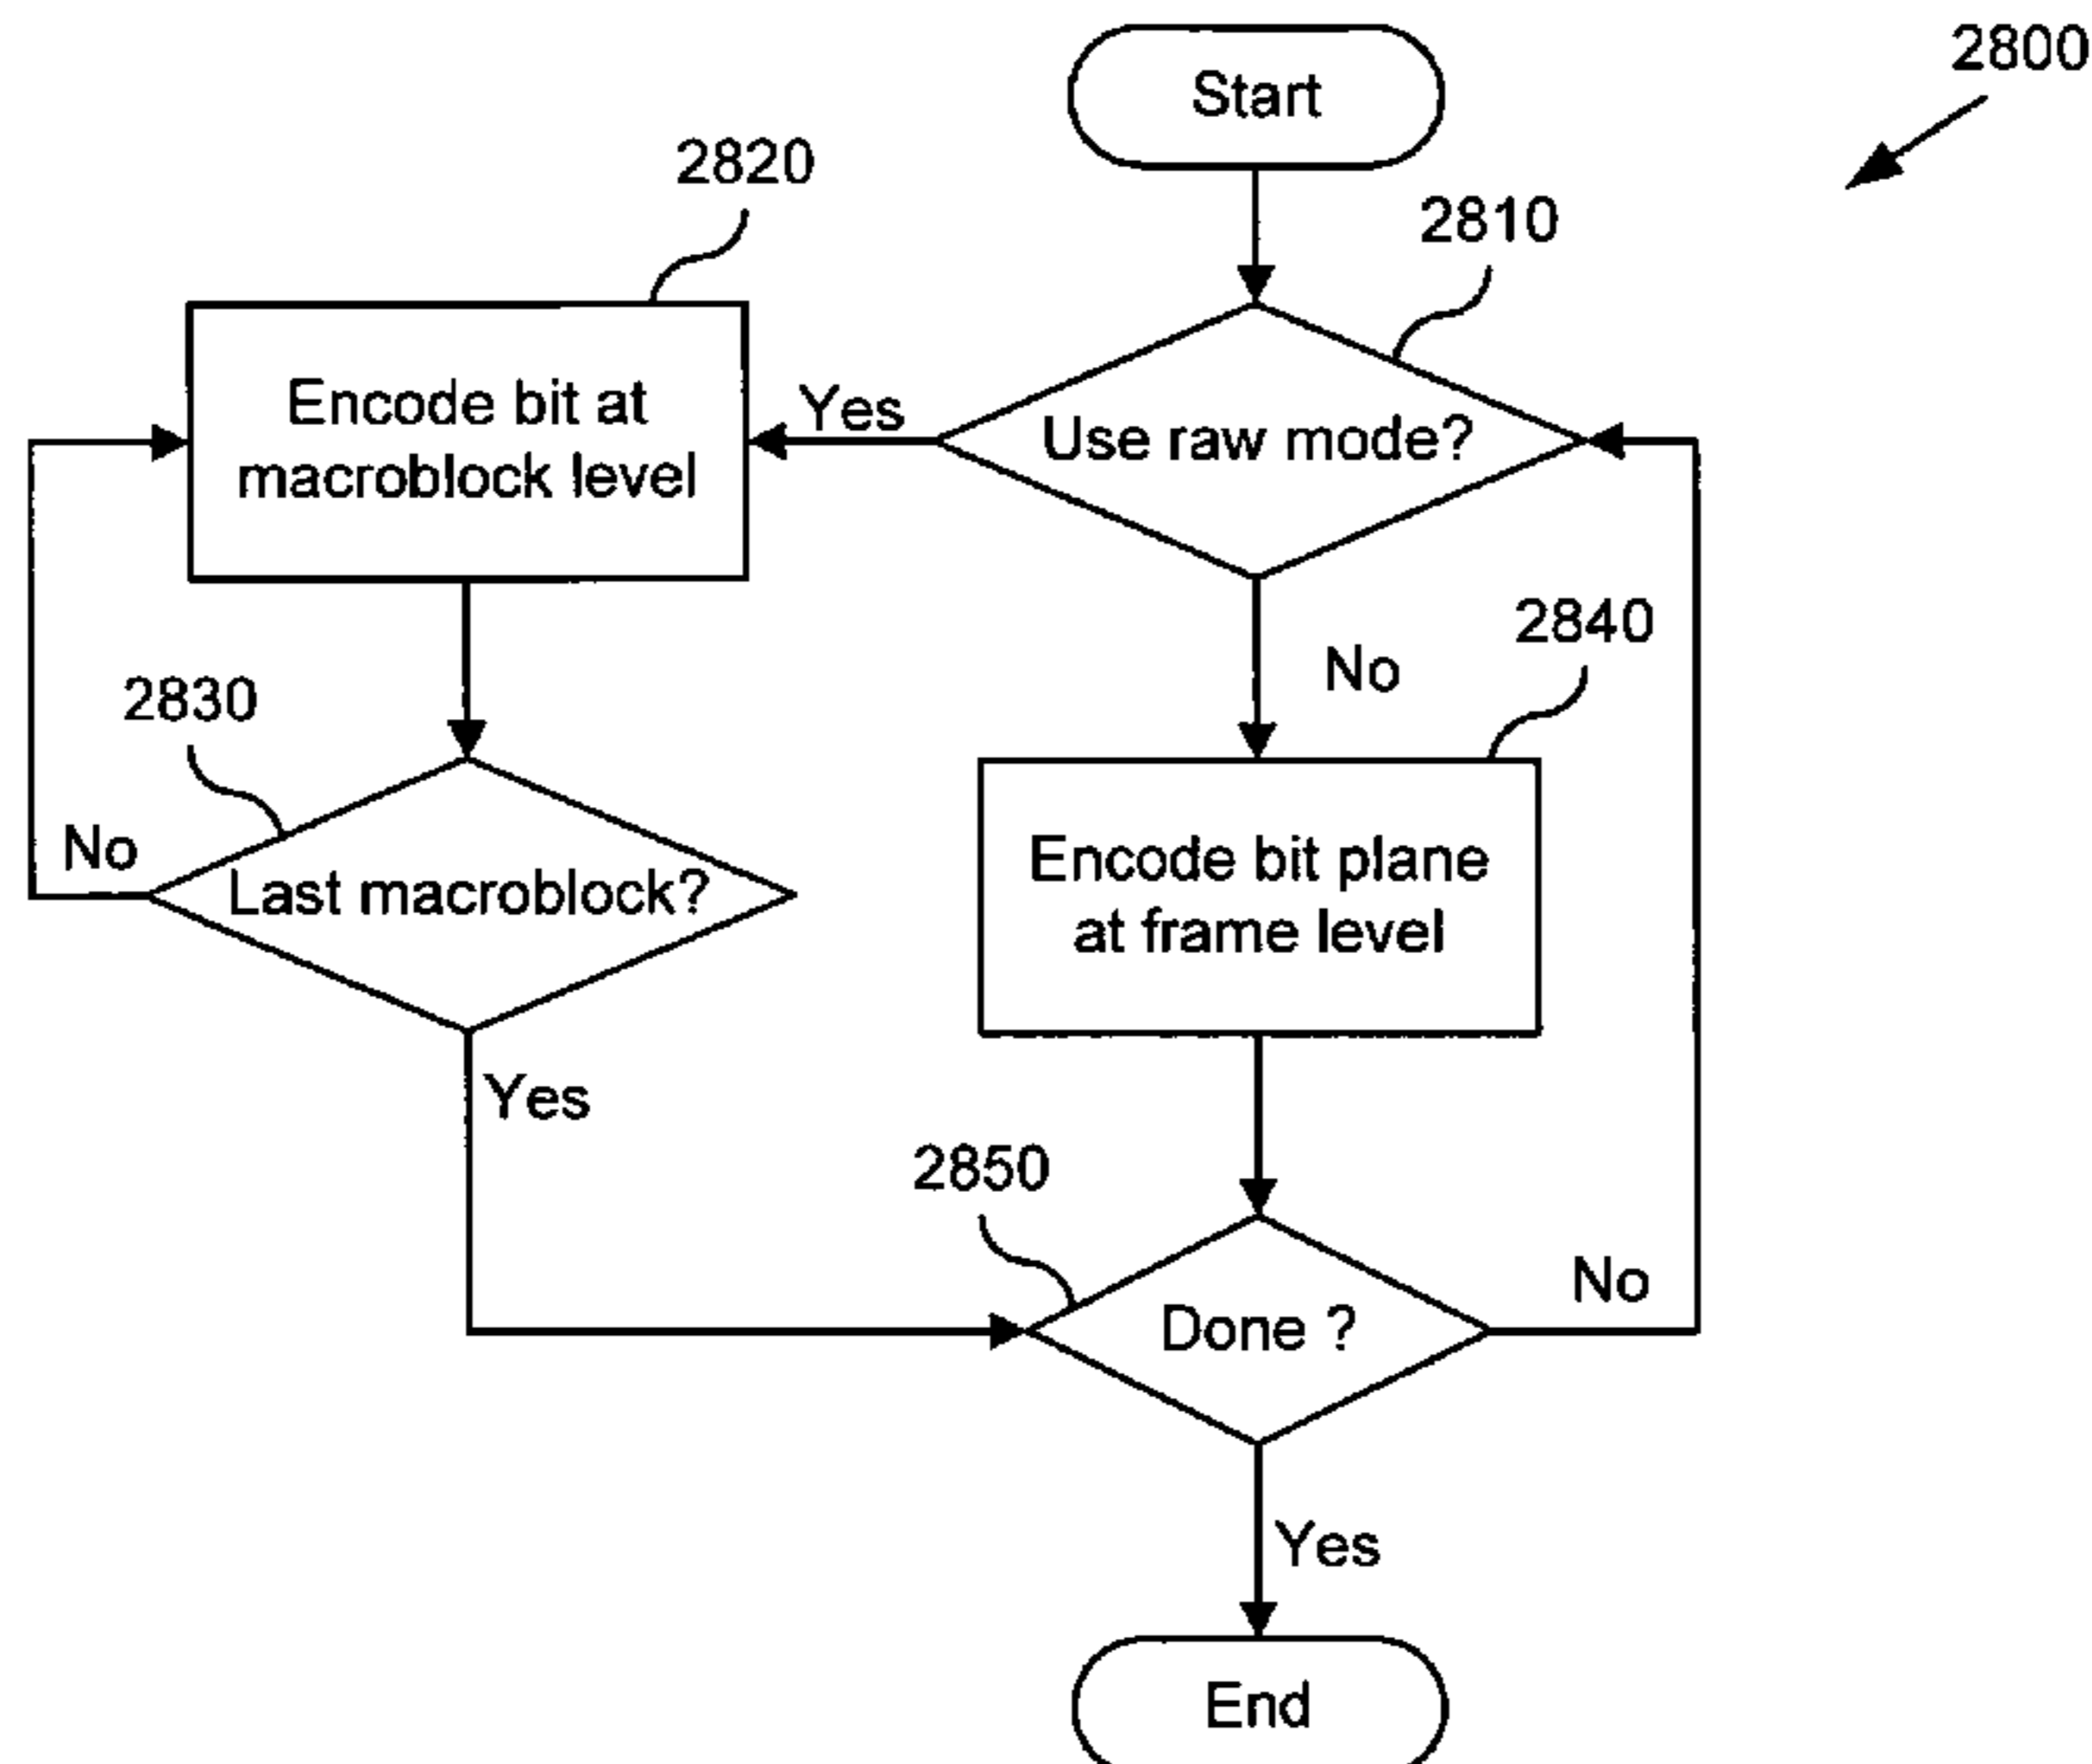 Start
2800
2820
2810
Encode bit at
macroblock level
Yes
Use raw mode?
No
2840
2830
No
Last macroblock?
Encode bit plane
at frame level
Yes
2850
Done ?
No
Yes
End